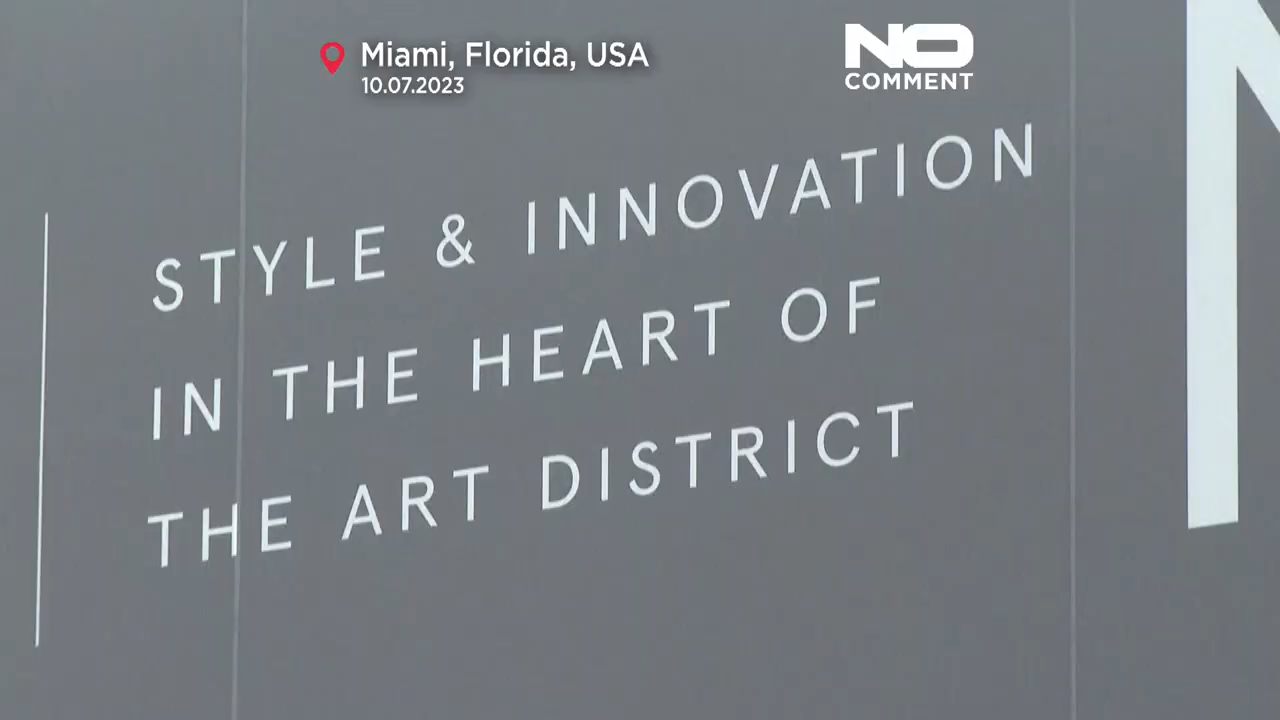 Miami, Florida, USA
10.07.2023
NO
COMMENT
STYLE & INNOVATION
IN THE HEART OF
THE ART DISTRICT